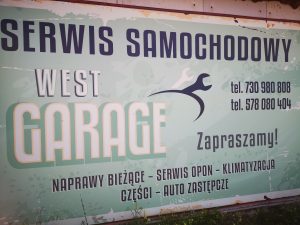 SERWIS SAMOCHODOWY
WEST
GARAGE
tel. 730 980 808
tel. 578 080 404
Zapraszamy!
NAPRAWY BIEŻĄCE - SERWIS OPON - KLIMATYZACJA
CZĘŚCI - AUTO ZASTĘPCZE